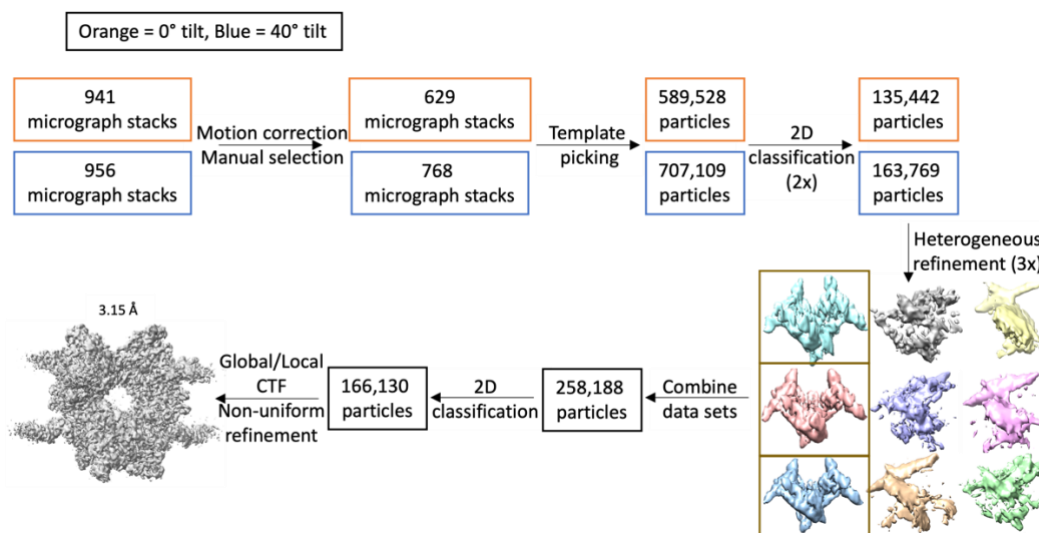 Orange = 0° tilt, Blue = 40° tilt
941
micrograph stacks
956
micrograph stacks
Motion correction
Manual selection
629
micrograph stacks
768
micrograph stacks
Template
picking
589,528
particles
707,109
particles
2D
classification
(2x)
135,442
particles
163,769
particles
Heterogeneous
refinement (3x)
Combine
data sets
258,188
particles
2D
classification
166,130
particles
Global/Local
CTF
Non-uniform
refinement
3.15 Å